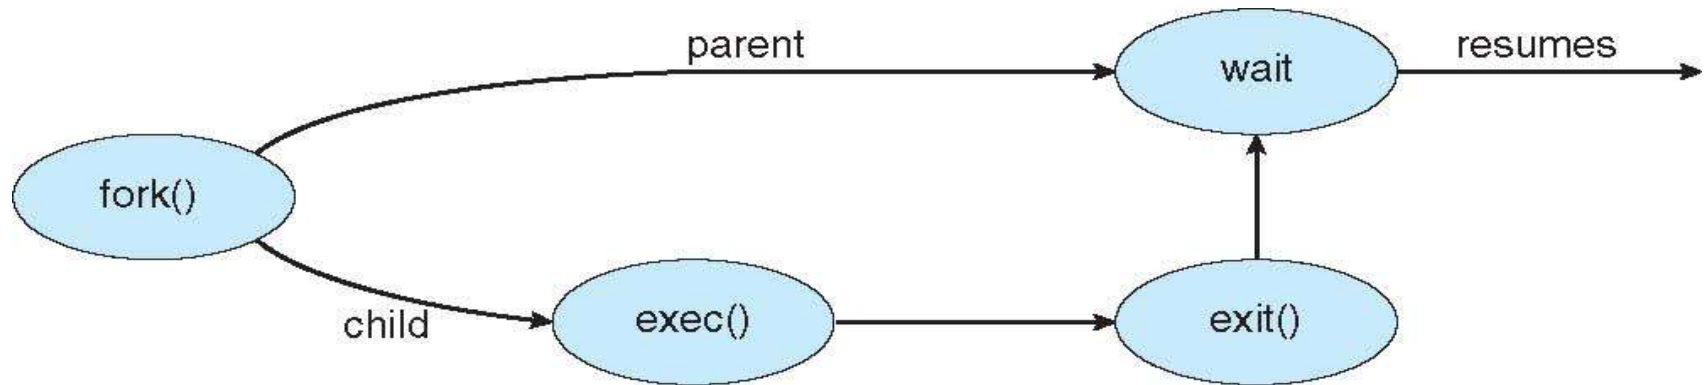 parent
wait
resumes
fork()
child
exec()
exit()